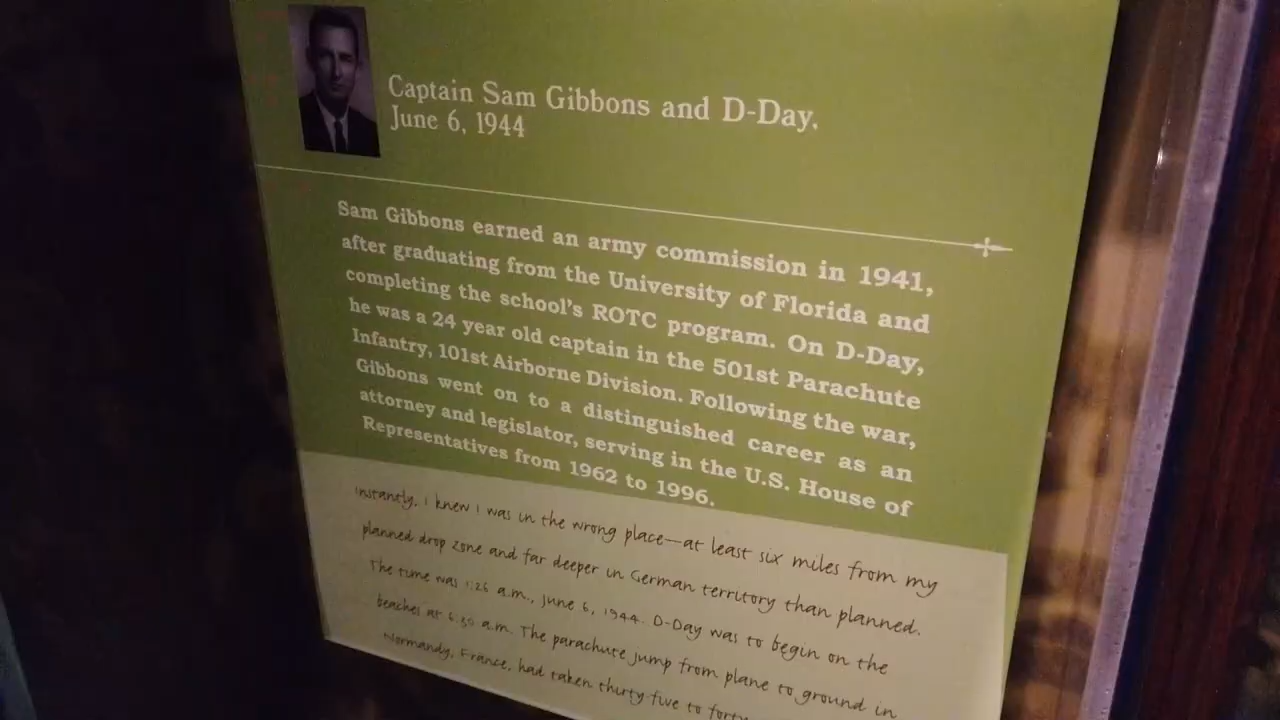 Captain Sam Gibbons and D-Day,
June 6, 1944
Sam Gibbons earned an army commission in 1941,
after graduating from the University of Florida and
completing the school's ROTC program. On D-Day,
he was a 24 year old captain in the 501st Parachute
Infantry, 101st Airborne Division. Following the war,
Gibbons went on to a distinguished career as an
attorney and legislator, serving in the U.S. House of
Representatives from 1962 to 1996.
Instantly, I knew I was in the wrong place—at least six miles from my
planned drop zone and far deeper in German territory than planned.
The time was 1:26 a.m., June 6, 1944. D-Day was to begin on the
beaches at 6:30 a.m. The parachute jump from plane to ground in
Normandy, France, had taken thirty-five to forty